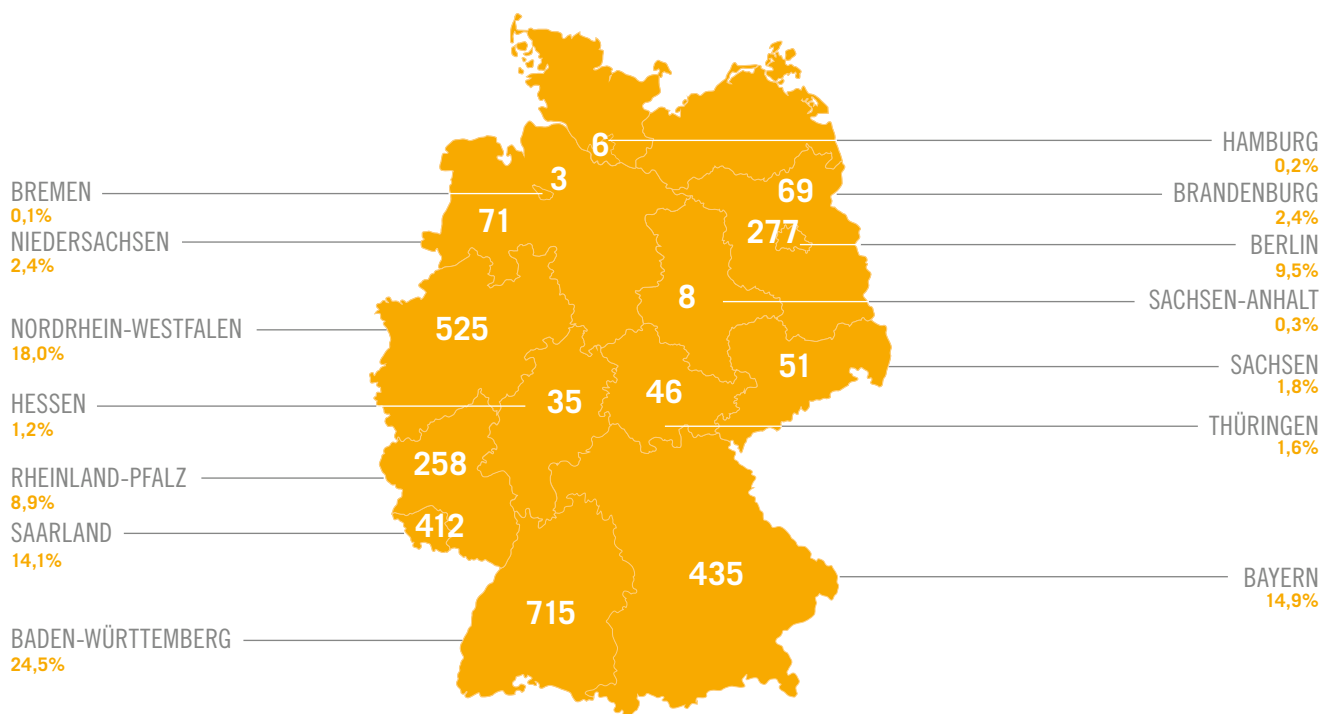 BREMEN
0,1%
NIEDERSACHSEN
2,4%
NORDRHEIN-WESTFALEN
18,0%
HESSEN
1,2%
RHEINLAND-PFALZ
8,9%
SAARLAND
14,1%
BADEN-WÜRTTEMBERG
24,5%
6
3
69
71
277
8
525
51
46
35
258
412
435
715
HAMBURG
0,2%
BRANDENBURG
2,4%
BERLIN
9,5%
SACHSEN-ANHALT
0,3%
SACHSEN
1,8%
THÜRINGEN
1,6%
BAYERN
14,9%